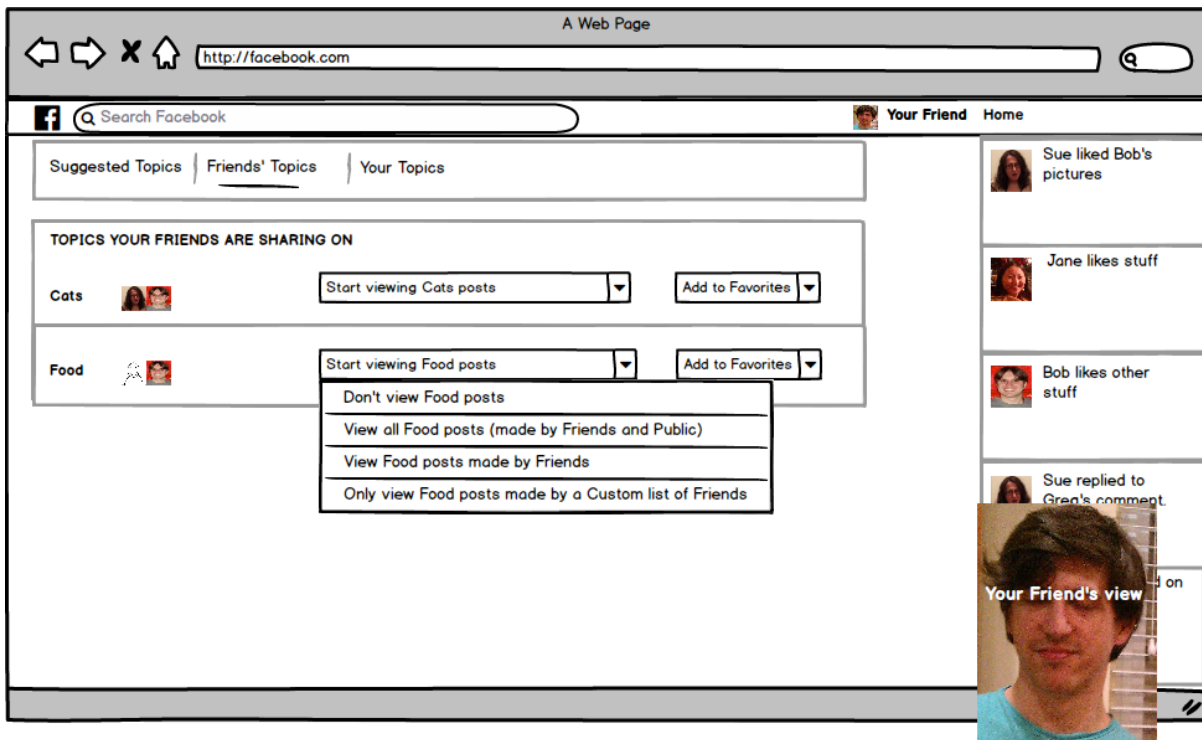 A Web Page
http://facebook.com
f
Search Facebook
Your Friend Home
Suggested Topics Friends' Topics Your Topics
TOPICS YOUR FRIENDS ARE SHARING ON
Cats Start viewing Cats posts Add to Favorites
Food Start viewing Food posts Add to Favorites
Don't view Food posts
View all Food posts (made by Friends and Public)
View Food posts made by Friends
Only view Food posts made by a Custom list of Friends
Sue liked Bob's
pictures
Jane likes stuff
Bob likes other
stuff
Sue replied to
Greg's comment.
on
Your Friend's view